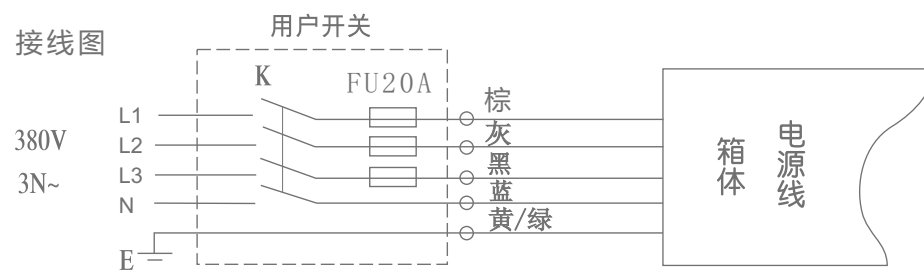 用户开关
接线图
K
FU20A
棕
L1
灰
380V
L2
黑
L3
3N~
蓝
N
黄/绿
E
箱体
电源线